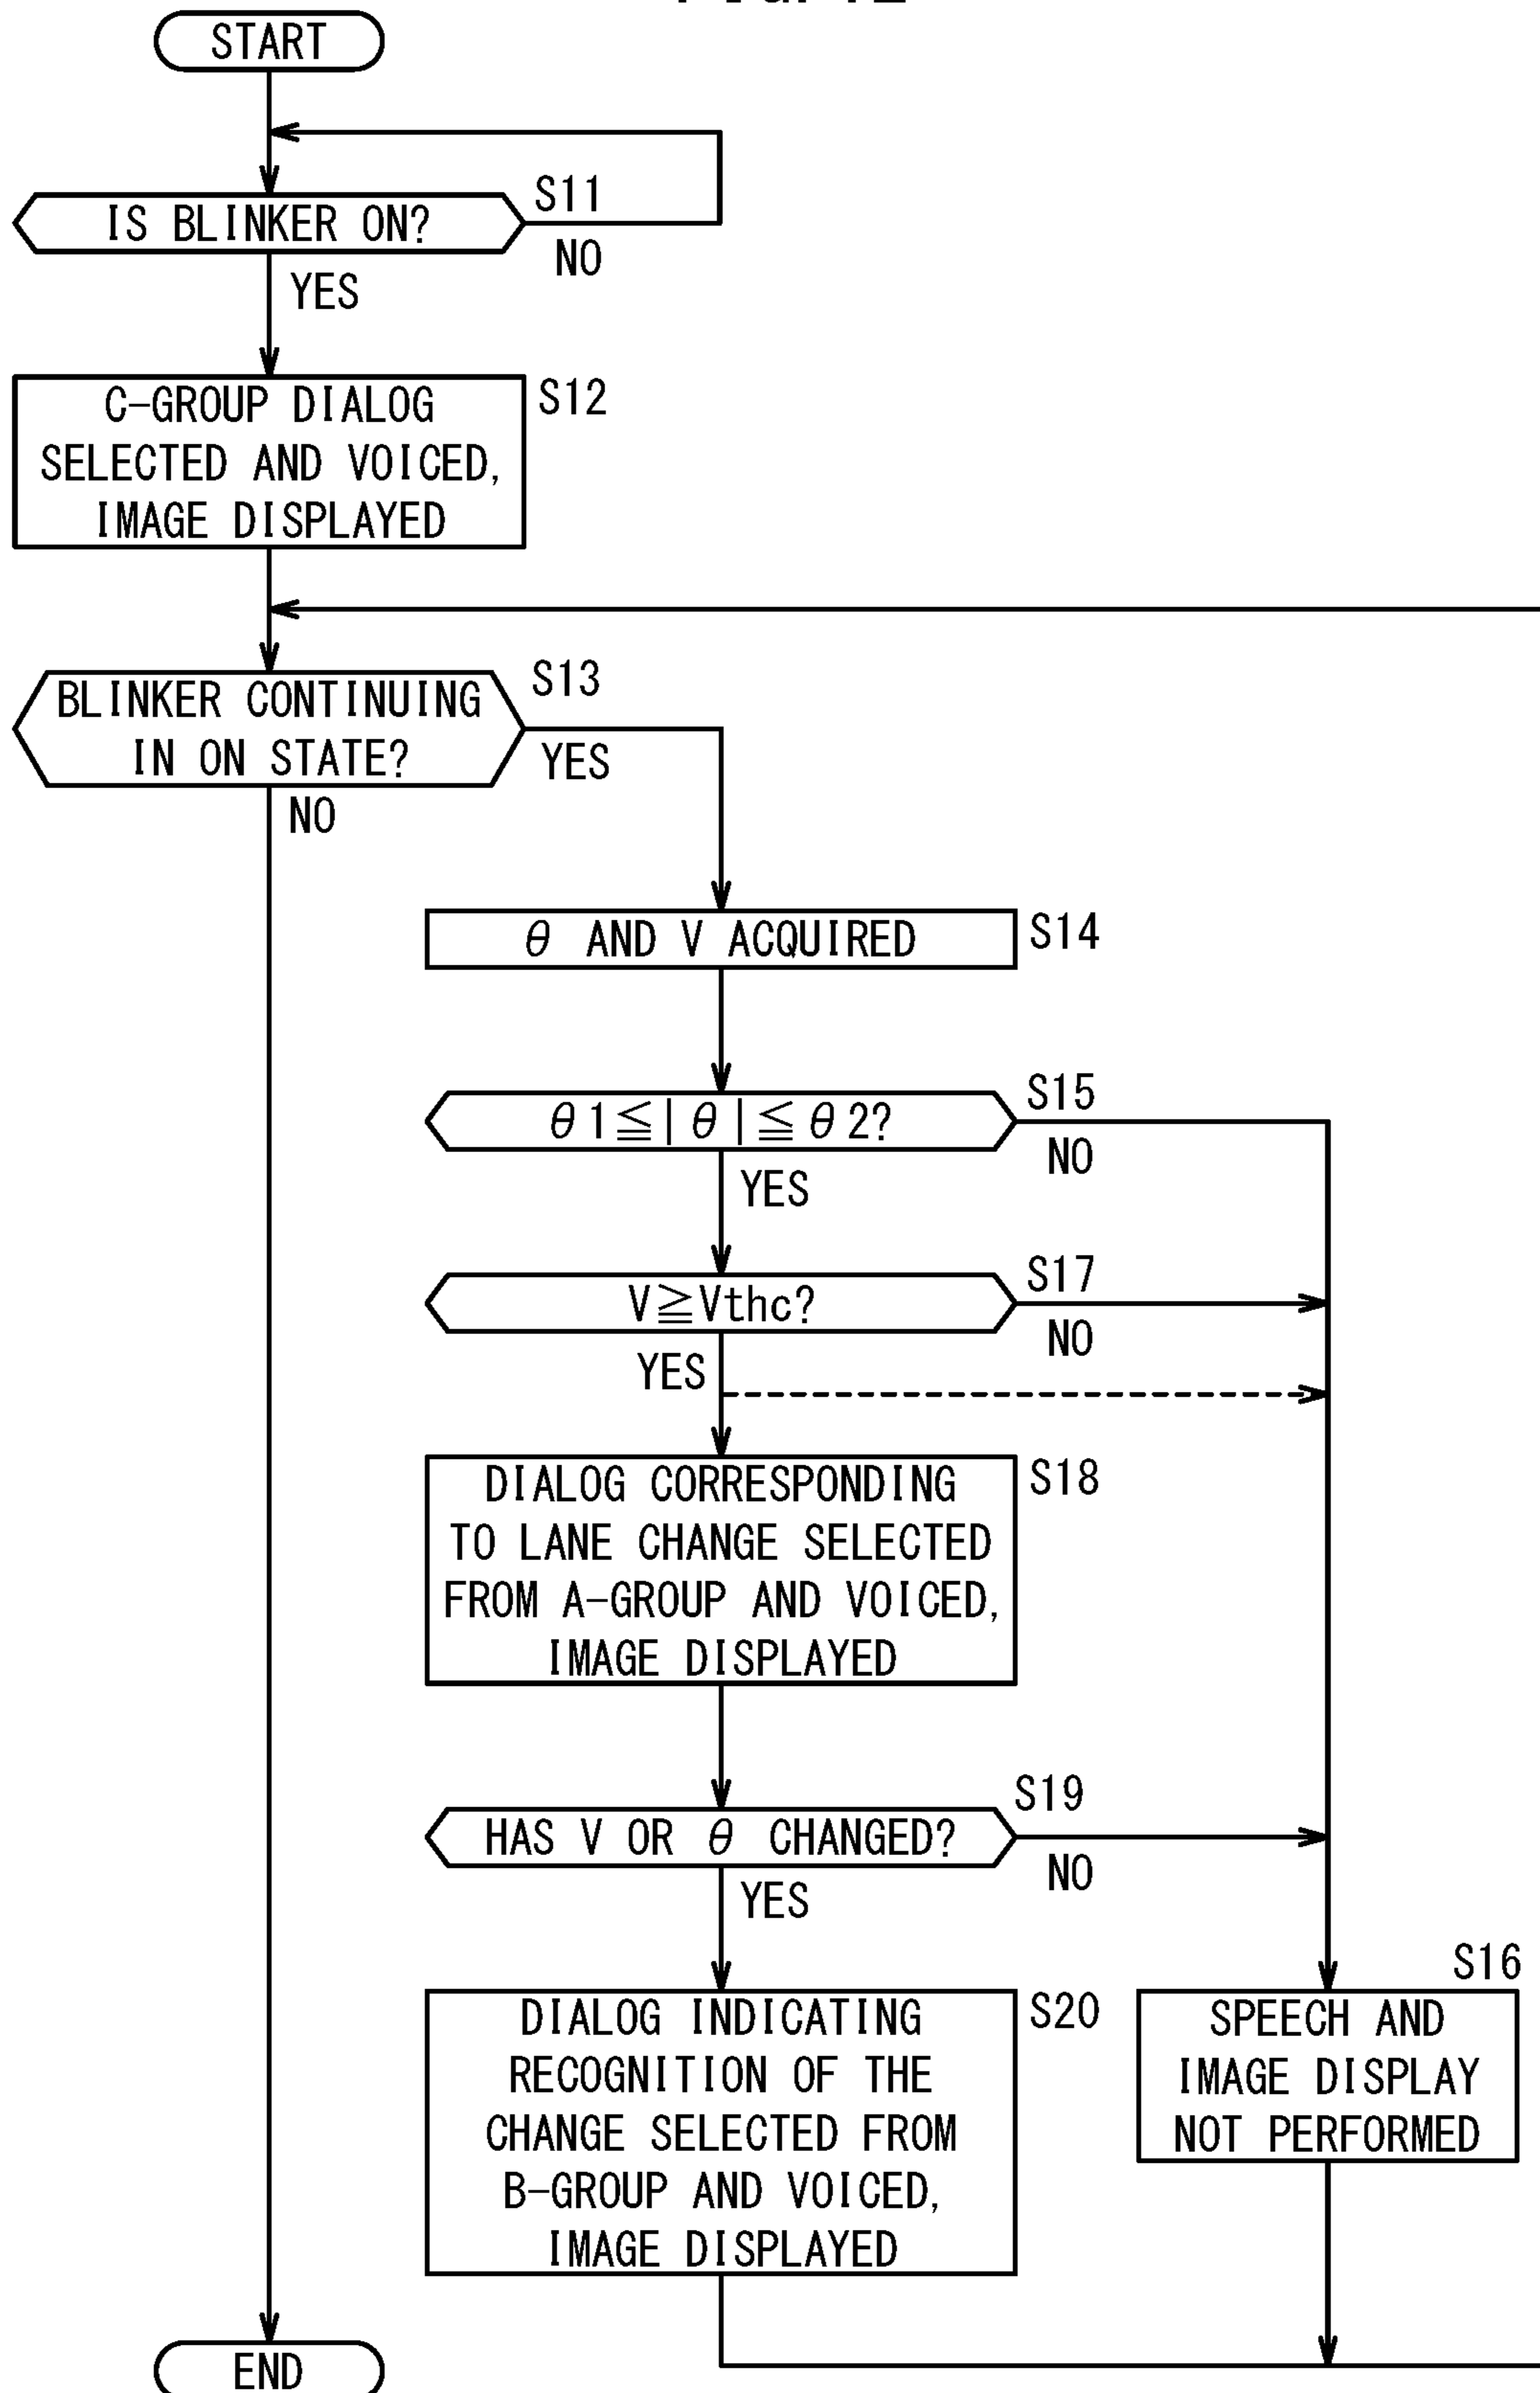 START
S11
IS BLINKER ON?
NO
YES
C-GROUP DIALOG
SELECTED AND VOICED,
IMAGE DISPLAYED
S12
S13
BLINKER CONTINUING
IN ON STATE?
YES
NO
θ AND V ACQUIRED
S14
S15
θ1≦|θ|≦θ2?
NO
YES
S17
V≧Vthc?
NO
YES
DIALOG CORRESPONDING
TO LANE CHANGE SELECTED
FROM A-GROUP AND VOICED,
IMAGE DISPLAYED
S18
S19
HAS V OR θ CHANGED?
NO
YES
DIALOG INDICATING
RECOGNITION OF THE
CHANGE SELECTED FROM
B-GROUP AND VOICED,
IMAGE DISPLAYED
S20
S16
SPEECH AND
IMAGE DISPLAY
NOT PERFORMED
END